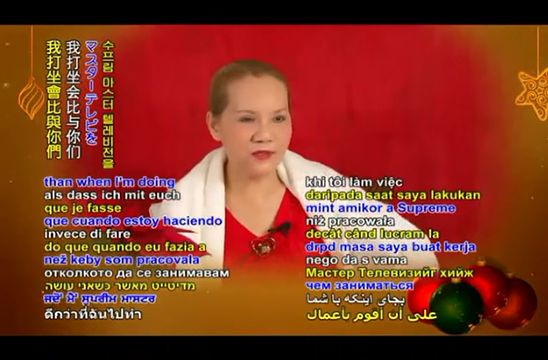 수프림 마스터 텔레비전을
マスターテレビを
我打坐会比与你们
我打坐會比與你們
than when I'm doing
als dass ich mit euch
que je fasse
que cuando estoy haciendo
invece di fare
do que quando eu fazia a
než keby som pracovala
отколкото да се занимавам
מדיטייט מאשר כשאני עושה
ਜਦੋਂ ਮੈਂ ਸੁਪਰੀਮ ਮਾਸਟਰ
ดีกว่าที่ฉันไปทำ
khi tôi làm việc
daripada saat saya lakukan
mint amikor a Supreme
niż pracowała
decât când lucram la
drpd masa saya buat kerja
nego da s vama
Мастер Телевизийг хийж
чем заниматься
بجای اینکه با شما
على أن أقوم بأعمال